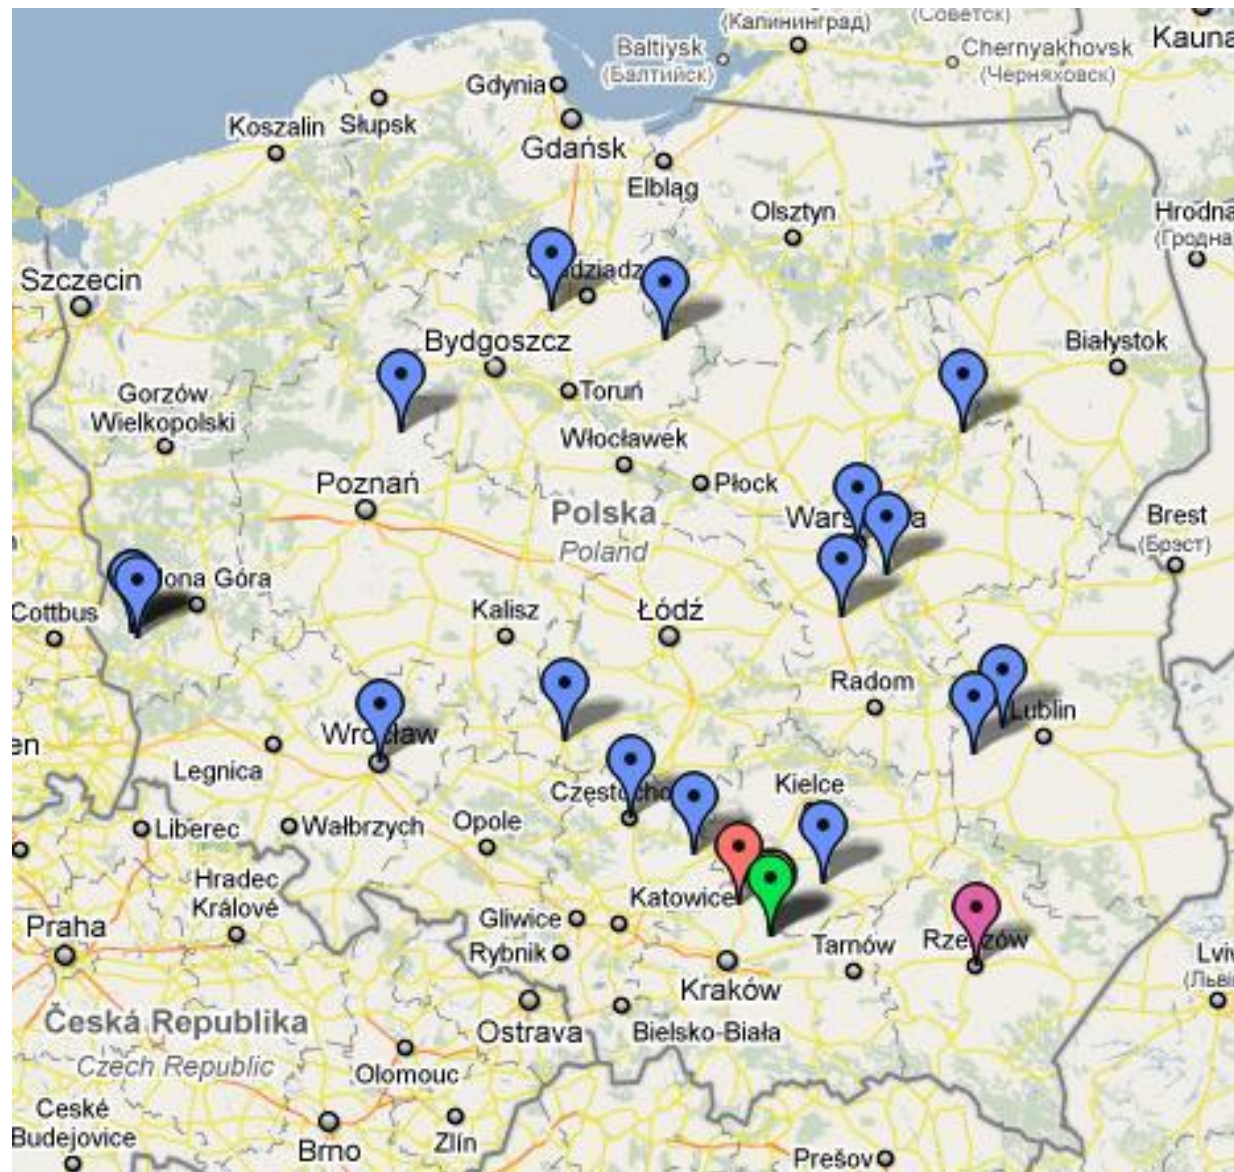 (Калининград)
(Советск)
Kauna
Baltiysk
(Балтийск)
Chernyakhovsk
(Черняховск)
Gdynia
Koszalin
Słupsk
Gdańsk
Elbląg
Olsztyn
Hrodna
(Гродна)
Szczecin
Bydgoszcz
Białystok
Gorzów
Wielkopolski
Toruń
Włocławek
Poznań
Płock
Polska
Poland
Brest
(Брэст)
Góra
Cottbus
Kalisz
Łódź
Radom
Lublin
en
Legnica
Kielce
Liberec
Wałbrzych
Opole
Hradec
Králové
Katowice
Gliwice
Praha
Rybnik
Tarnów
Lviv
Kraków
Česká Republika
Czech Republic
Ostrava
Bielsko-Biała
Olomouc
České
Budejovice
Brno
Zlín
Prešov